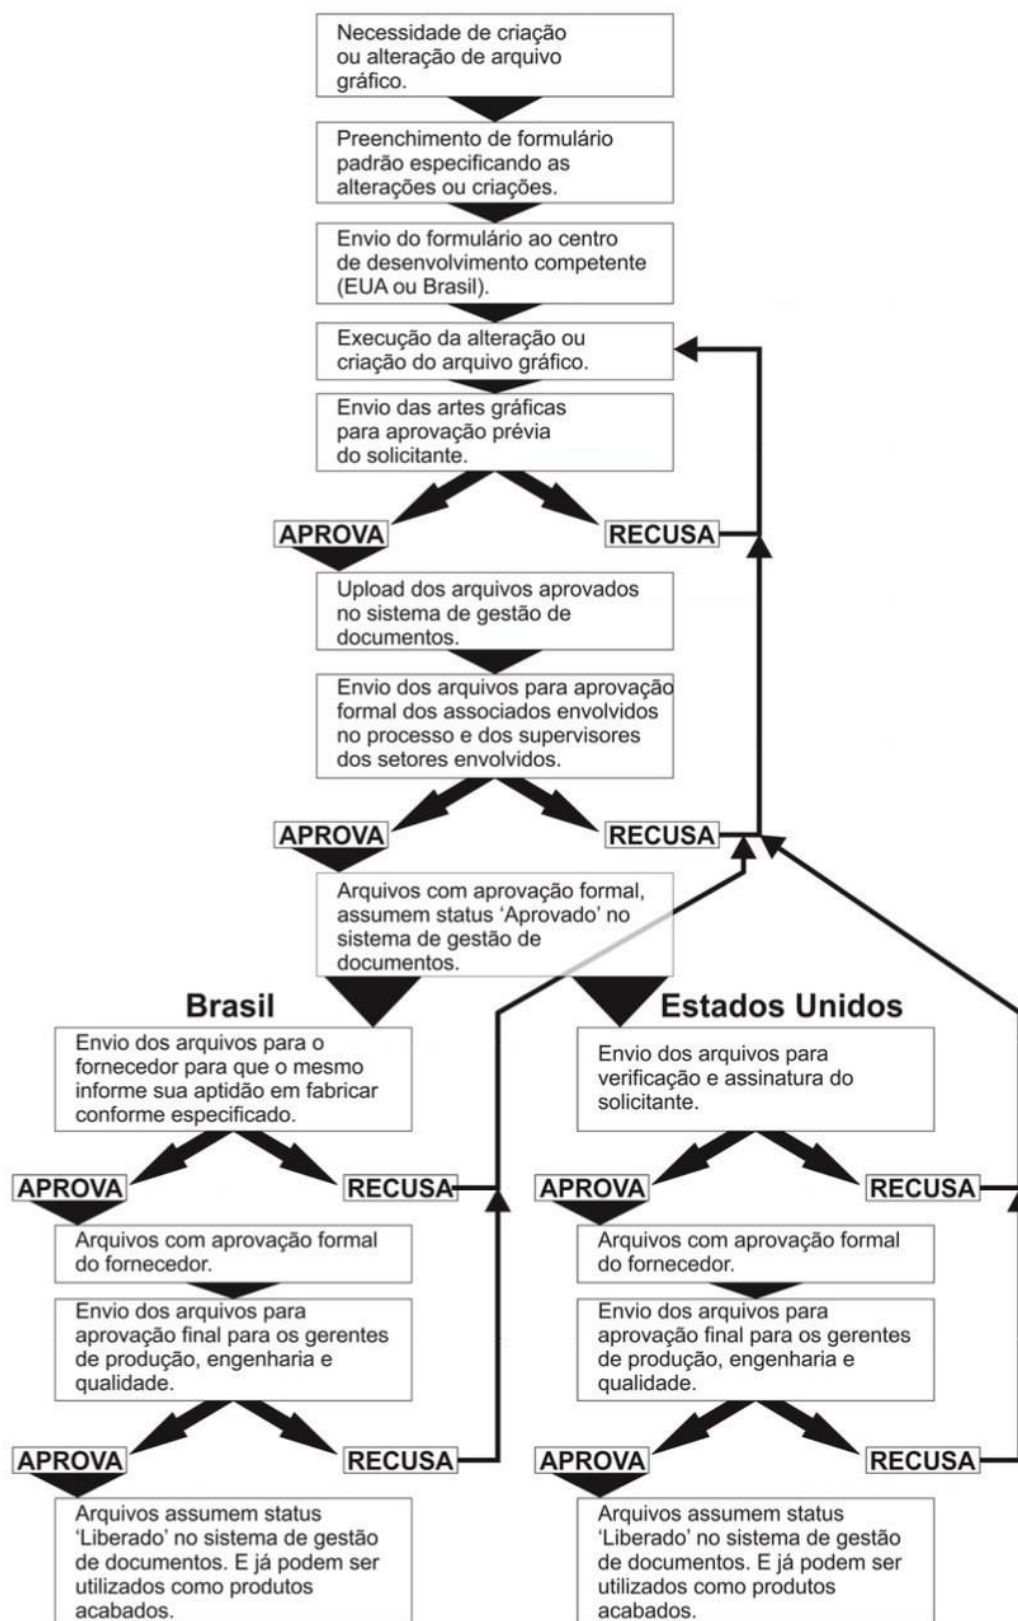 Necessidade de criação
ou alteração de arquivo
gráfico.
Preenchimento de formulário
padrão especificando as
alterações ou criações.
Envio do formulário ao centro
de desenvolvimento competente
(EUA ou Brasil).
Execução da alteração ou
criação do arquivo gráfico.
Envio das artes gráficas
para aprovação prévia
do solicitante.
APROVA
RECUSA
Upload dos arquivos aprovados
no sistema de gestão de
documentos.
Envio dos arquivos para aprovação
formal dos associados envolvidos
no processo e dos supervisores
dos setores envolvidos.
APROVA
RECUSA
Arquivos com aprovação formal,
assumem status ‘Aprovado’ no
sistema de gestão de
documentos.
Brasil
Envio dos arquivos para o
fornecedor para que o mesmo
informe sua aptidão em fabricar
conforme especificado.
APROVA
RECUSA
Arquivos com aprovação formal
do fornecedor.
Envio dos arquivos para
aprovação final para os gerentes
de produção, engenharia e
qualidade.
APROVA
RECUSA
Arquivos assumem status
‘Liberado’ no sistema de gestão
de documentos. E já podem ser
utilizados como produtos
acabados.
Estados Unidos
Envio dos arquivos para
verificação e assinatura do
solicitante.
APROVA
RECUSA
Arquivos com aprovação formal
do fornecedor.
Envio dos arquivos para
aprovação final para os gerentes
de produção, engenharia e
qualidade.
APROVA
RECUSA
Arquivos assumem status
‘Liberado’ no sistema de gestão
de documentos. E já podem ser
utilizados como produtos
acabados.